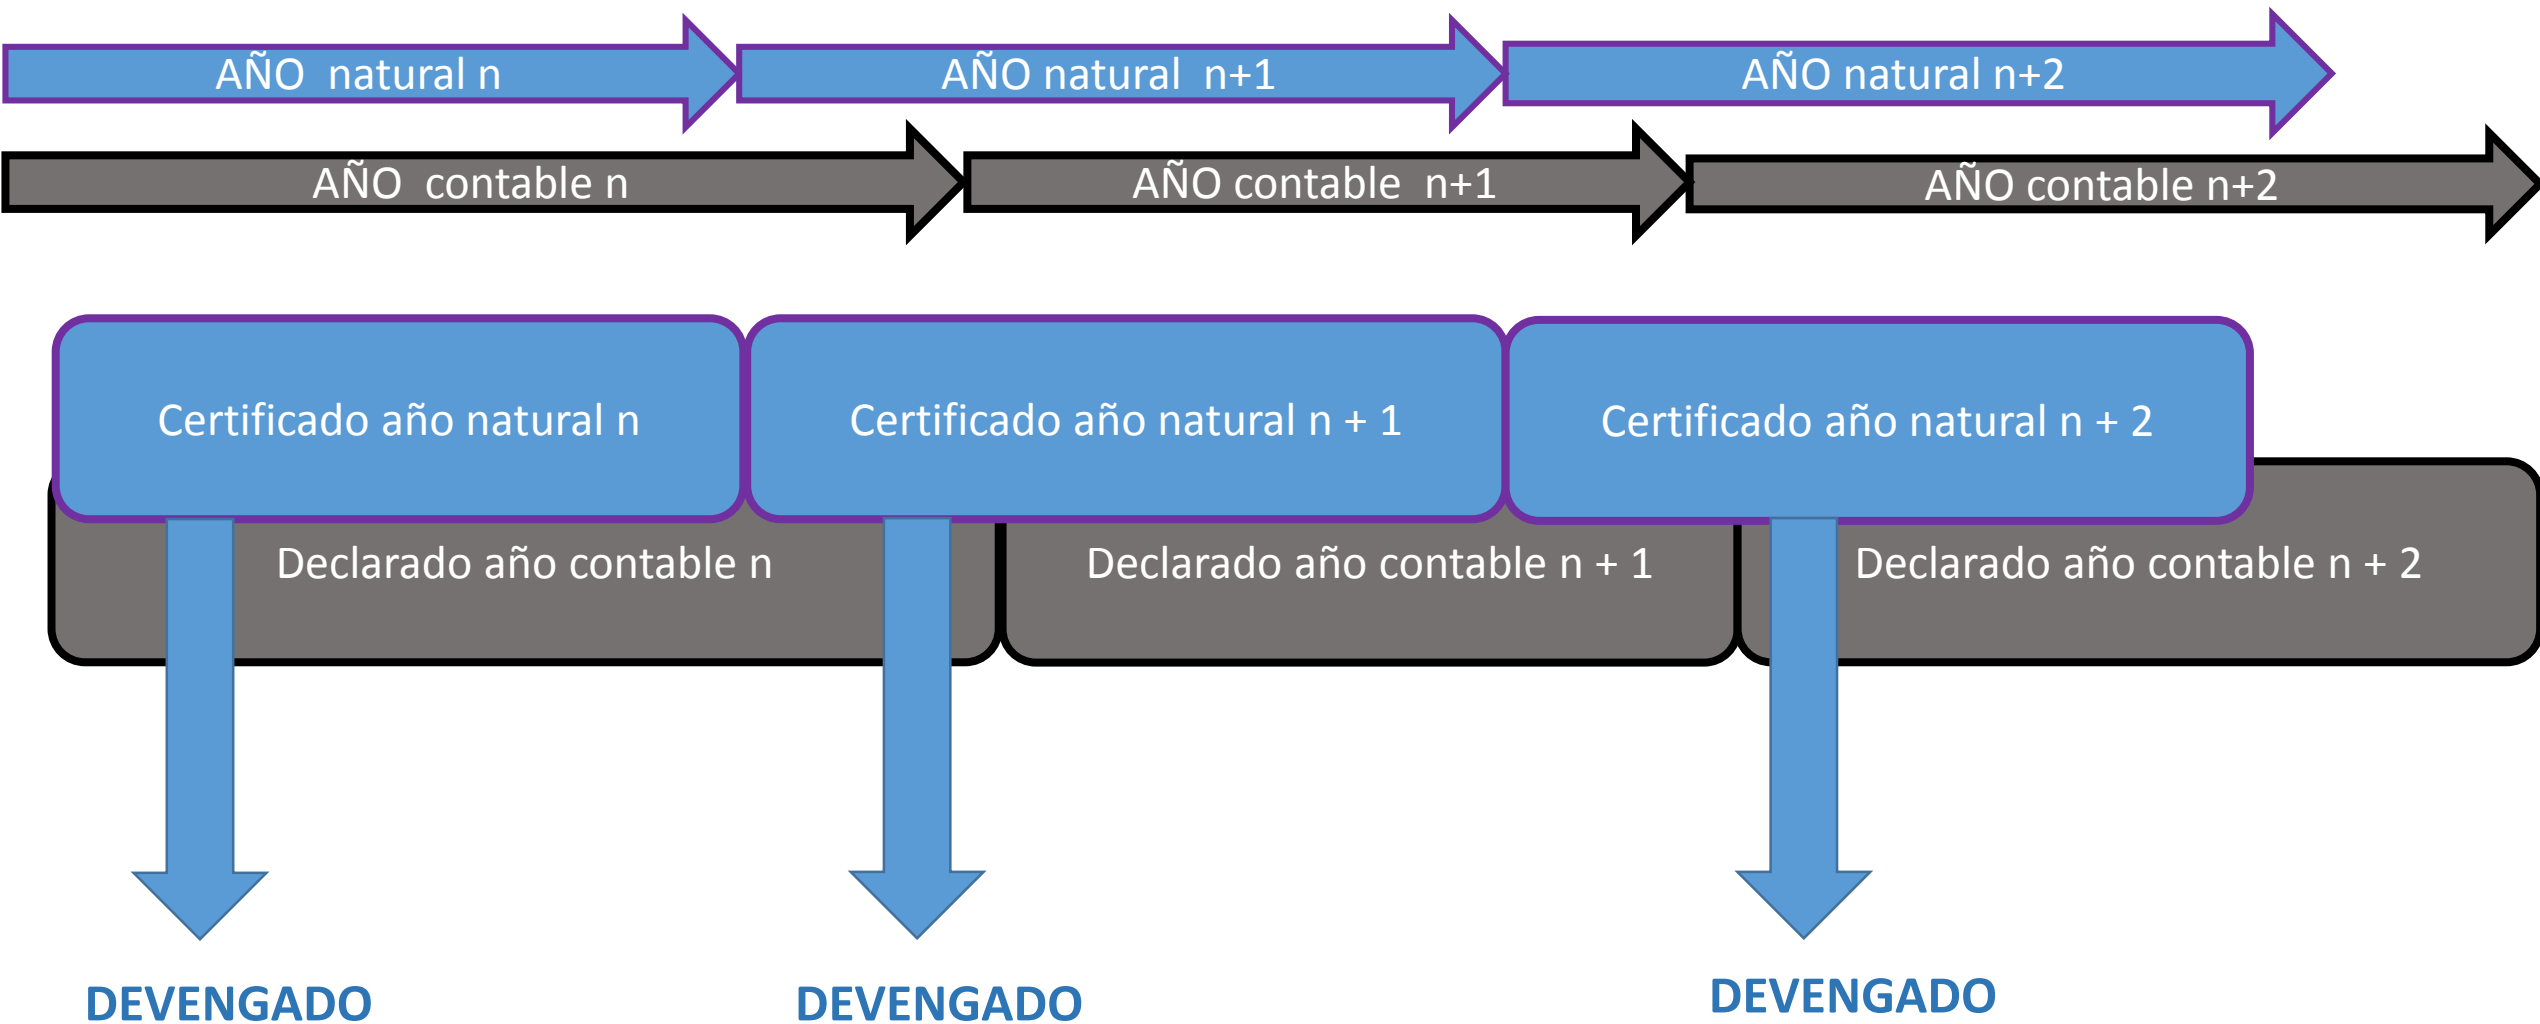 AÑO natural n
AÑO natural n+1
AÑO natural n+2
AÑO contable n
AÑO contable n+1
AÑO contable n+2
Certificado año natural n
Certificado año natural n + 1
Certificado año natural n + 2
Declarado año contable n
Declarado año contable n + 1
Declarado año contable n + 2
DEVENGADO
DEVENGADO
DEVENGADO